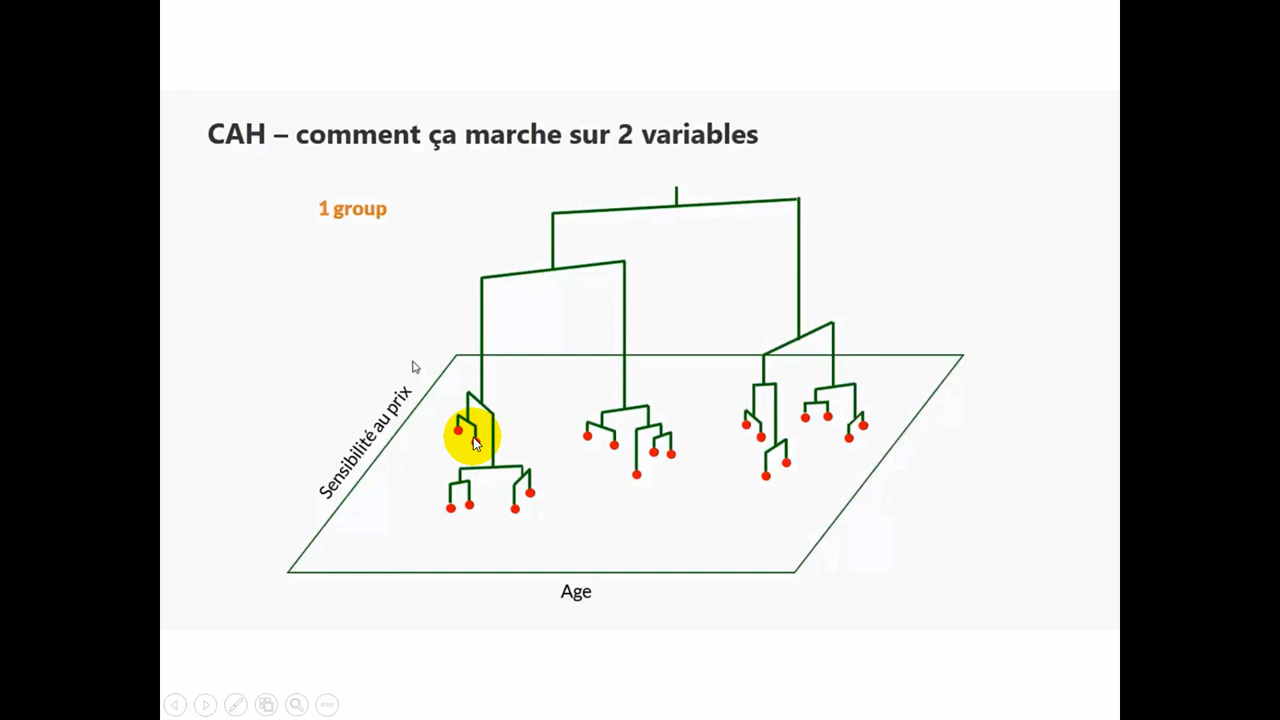 CAH – comment ça marche sur 2 variables
1 group
Sensibilité au prix
Age